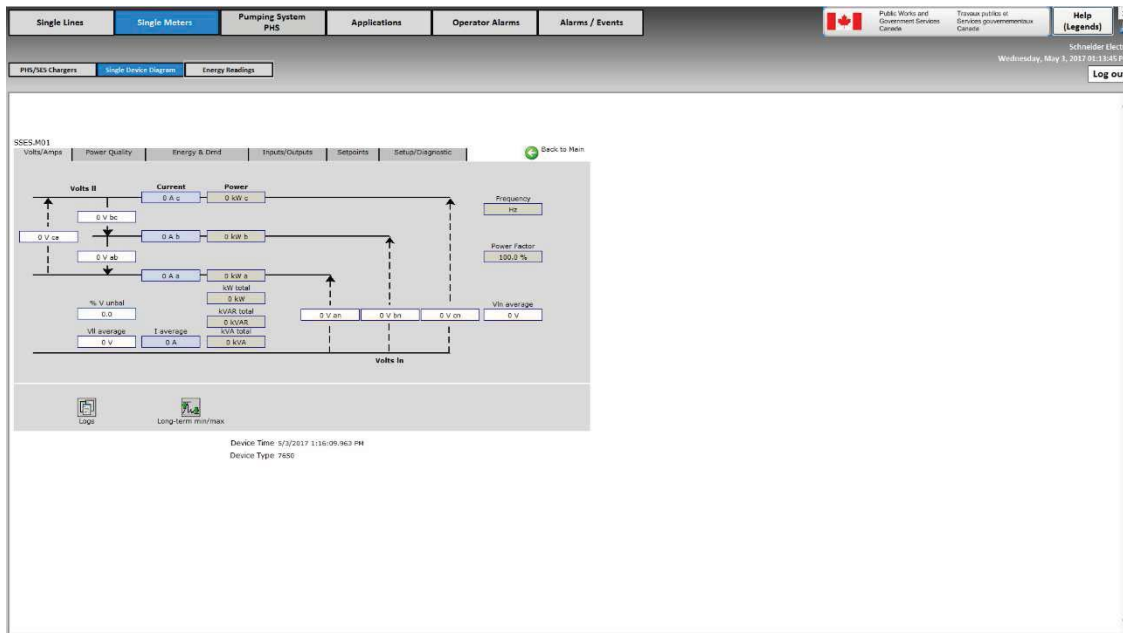 Single Lines
Single Meters
Pumping System
PHS
Applications
Operator Alarms
Alarms / Events
Public Works and
Government Services
Canada
Travaux publics et
Services gouvernementaux
Canada
Help
(Legends)
Schneider Elect
Wednesday, May 3, 2017 01:13:45 P
Log ou
PHS/SES Chargers
Single Device Diagram
Energy Readings
SSES.M01
Volts/Amps
Power Quality
Energy & Dmd
Inputs/Outputs
Setpoints
Setup/Diagnostic
Back to Main
Volts ll
Current
Power
0 A c
0 kW c
Frequency
Hz
0 V bc
0 V ca
0 A b
0 kW b
Power Factor
100.0 %
0 V ab
0 A a
0 kW a
kW total
0 kW
% V unbal
0.0
kVAR total
0 kVAR
0 V an
0 V bn
0 V cn
Vln average
0 V
Vll average
0 V
I average
0 A
kVA total
0 kVA
Volts ln
Logs
Long-term min/max
Device Time 5/3/2017 1:16:09.963 PM
Device Type 7650